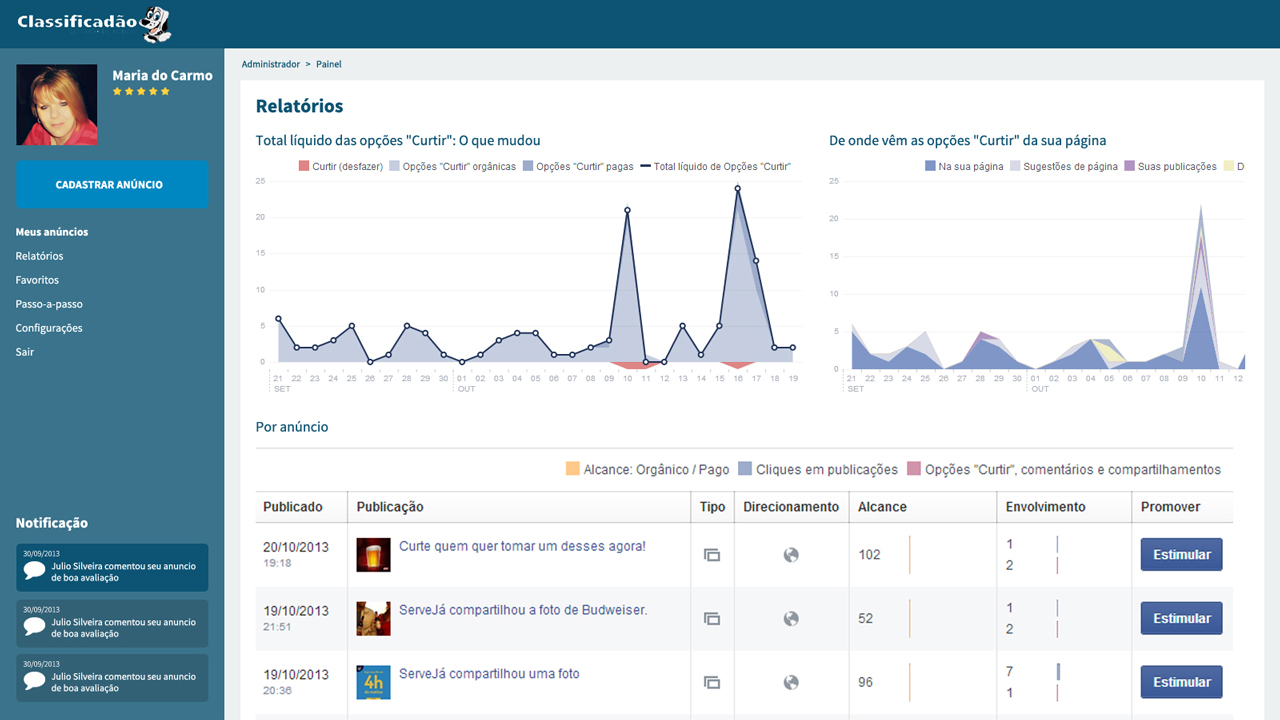 Classificadão
Maria do Carmo
CADASTRAR ANÚNCIO
Meus anúncios
Relatórios
Favoritos
Passo-a-passo
Configurações
Sair
Notificação
30/09/2013
Julio Silveira comentou seu anuncio
de boa avaliação
30/09/2013
Julio Silveira comentou seu anuncio
de boa avaliação
30/09/2013
Julio Silveira comentou seu anuncio
de boa avaliação
Administrador > Painel
Relatórios
Total líquido das opções "Curtir": O que mudou
Curtir (desfazer) Opções "Curtir" orgânicas Opções "Curtir" pagas Total líquido de Opções "Curtir"
25
20
15
10
5
0
21 22 23 24 25 26 27 28 29 30 01 02 03 04 05 06 07 08 09 10 11 12 13 14 15 16 17 18 19
SET OUT
De onde vêm as opções "Curtir" da sua página
Na sua página Sugestões de página Suas publicações D
25
20
15
10
5
0
21 22 23 24 25 26 27 28 29 30 01 02 03 04 05 06 07 08 09 10 11 12
SET OUT
Por anúncio
Alcance: Orgânico / Pago Cliques em publicações Opções "Curtir", comentários e compartilhamentos
Publicado Publicação Tipo Direcionamento Alcance Envolvimento Promover
20/10/2013
19:18
Curte quem quer tomar um desses agora!
102
1
2
Estimular
19/10/2013
21:51
ServeJá compartilhou a foto de Budweiser.
52
1
2
Estimular
19/10/2013
20:36
4h
ServeJá compartilhou uma foto
96
7
1
Estimular